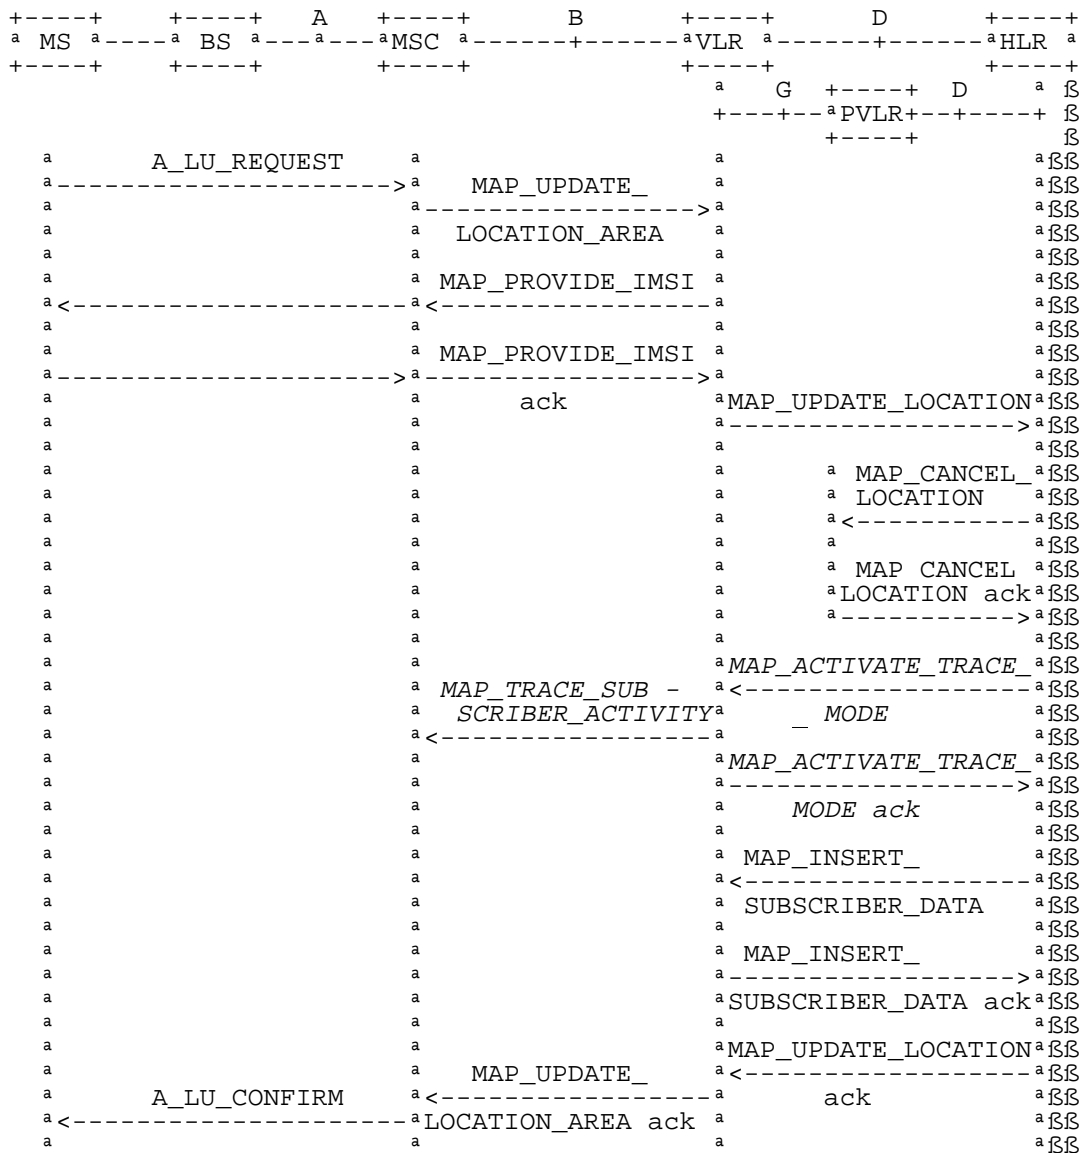 A B D
MS BS MSC VLR HLR
G D
PVLR
A_LU_REQUEST
MAP_UPDATE_
LOCATION_AREA
MAP_PROVIDE_IMSI
MAP_PROVIDE_IMSI
ack MAP_UPDATE_LOCATION
MAP_CANCEL_
LOCATION
MAP CANCEL
LOCATION ack
MAP_ACTIVATE_TRACE_
MAP_TRACE_SUB -
SCRIBER_ACTIVITY _ MODE
MAP_ACTIVATE_TRACE_
MODE ack
MAP_INSERT_
SUBSCRIBER_DATA
MAP_INSERT_
SUBSCRIBER_DATA ack
MAP_UPDATE_LOCATION
MAP_UPDATE_
A_LU_CONFIRM ack
LOCATION_AREA ack